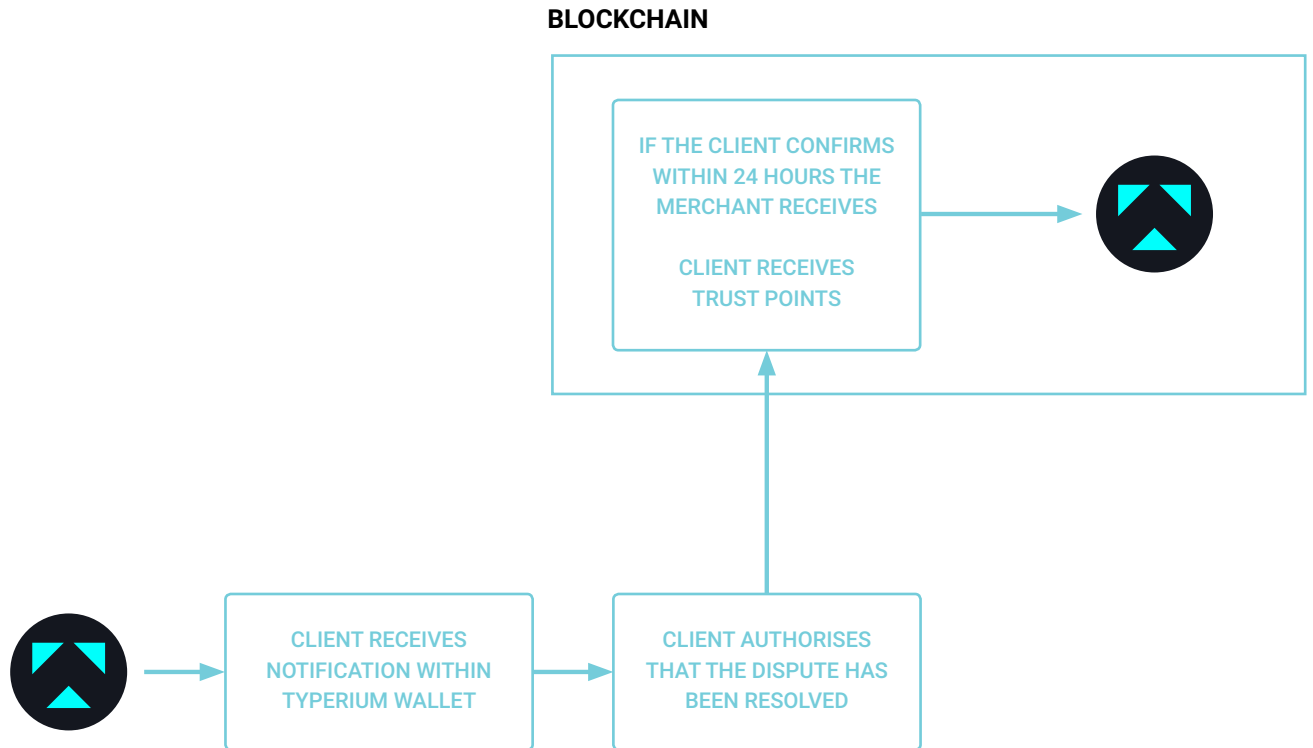 BLOCKCHAIN
IF THE CLIENT CONFIRMS
WITHIN 24 HOURS THE
MERCHANT RECEIVES
CLIENT RECEIVES
TRUST POINTS
CLIENT RECEIVES
NOTIFICATION WITHIN
TYPERIUM WALLET
CLIENT AUTHORISES
THAT THE DISPUTE HAS
BEEN RESOLVED